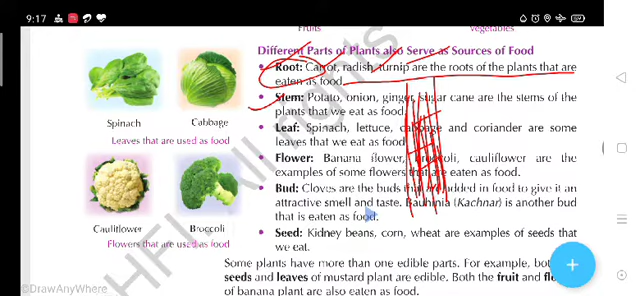 9:17
Fruits
Vegetables
Different Parts of Plants also Serve as Sources of Food
• Root: Carrot, radish, turnip are the roots of the plants that are
eaten as food.
• Stem: Potato, onion, ginger, sugar cane are the stems of the
plants that we eat as food.
• Leaf: Spinach, lettuce, cabbage and coriander are some
leaves that we eat as food.
• Flower: Banana flower, broccoli, cauliflower are the
examples of some flowers that are eaten as food.
• Bud: Cloves are the buds that are added in food to give it an
attractive smell and taste. Bauhinia (Kachnar) is another bud
that is eaten as food.
• Seed: Kidney beans, corn, wheat are examples of seeds that
we eat.
Some plants have more than one edible parts. For example, bot
seeds and leaves of mustard plant are edible. Both the fruit and fl
of banana plant are also eaten as food.
Spinach
Cabbage
Leaves that are used as food
Cauliflower
Broccoli
Flowers that are used as food
@DrawAnyWhere